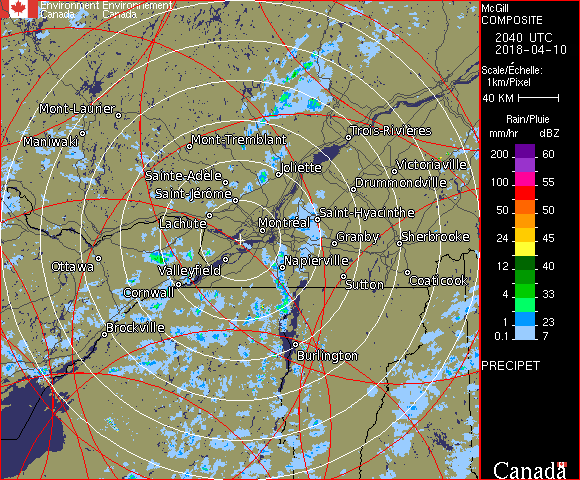 Environment Environnement
Canada Canada
Mont-Laurier
Maniwaki
Mont-Tremblant
Trois-Rivières
Sainte-Adèle
Joliette
Victoriaville
Saint-Jérôme
Drummondville
Lachute
Montréal
Saint-Hyacinthe
Granby
Sherbrooke
Ottawa
Valleyfield
Napierville
Cornwall
Sutton
Coaticook
Brockville
Burlington
McGill
COMPOSITE
2040 UTC
2018-04-10
Scale/Échelle:
1km/Pixel
40 KM
Rain/Pluie
mm/hr dBZ
200 60
100 55
50 50
24 45
12 40
4 33
1 23
0.1 7
PRECIPET
Canada